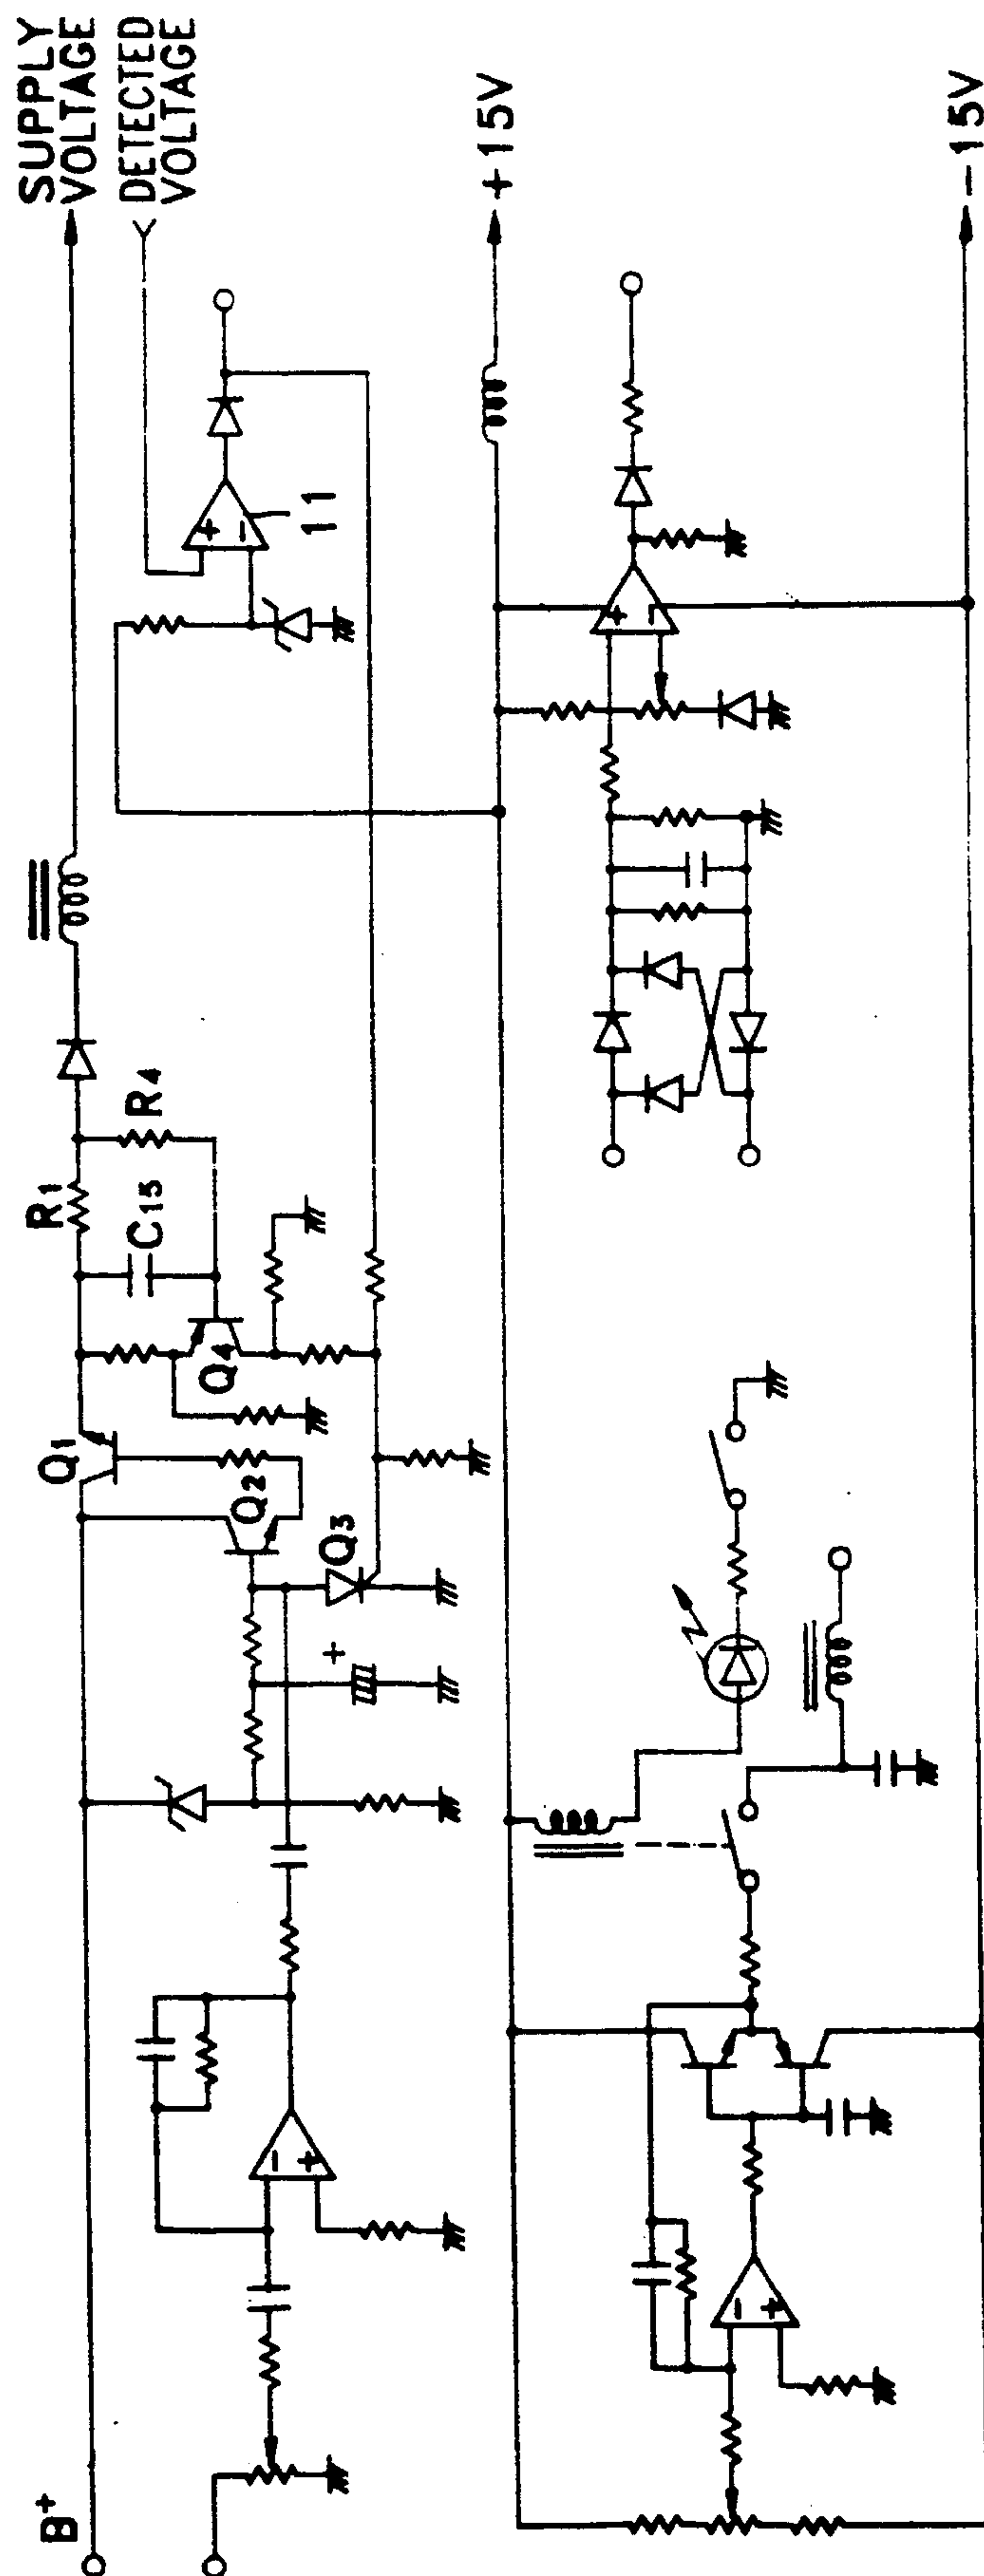 SUPPLY
VOLTAGE
DETECTED
VOLTAGE
+15V
-15V
11
R1
R4
C15
Q1
Q2
Q3
Q4
B+
+
+
-
+
-
-
+
-
+